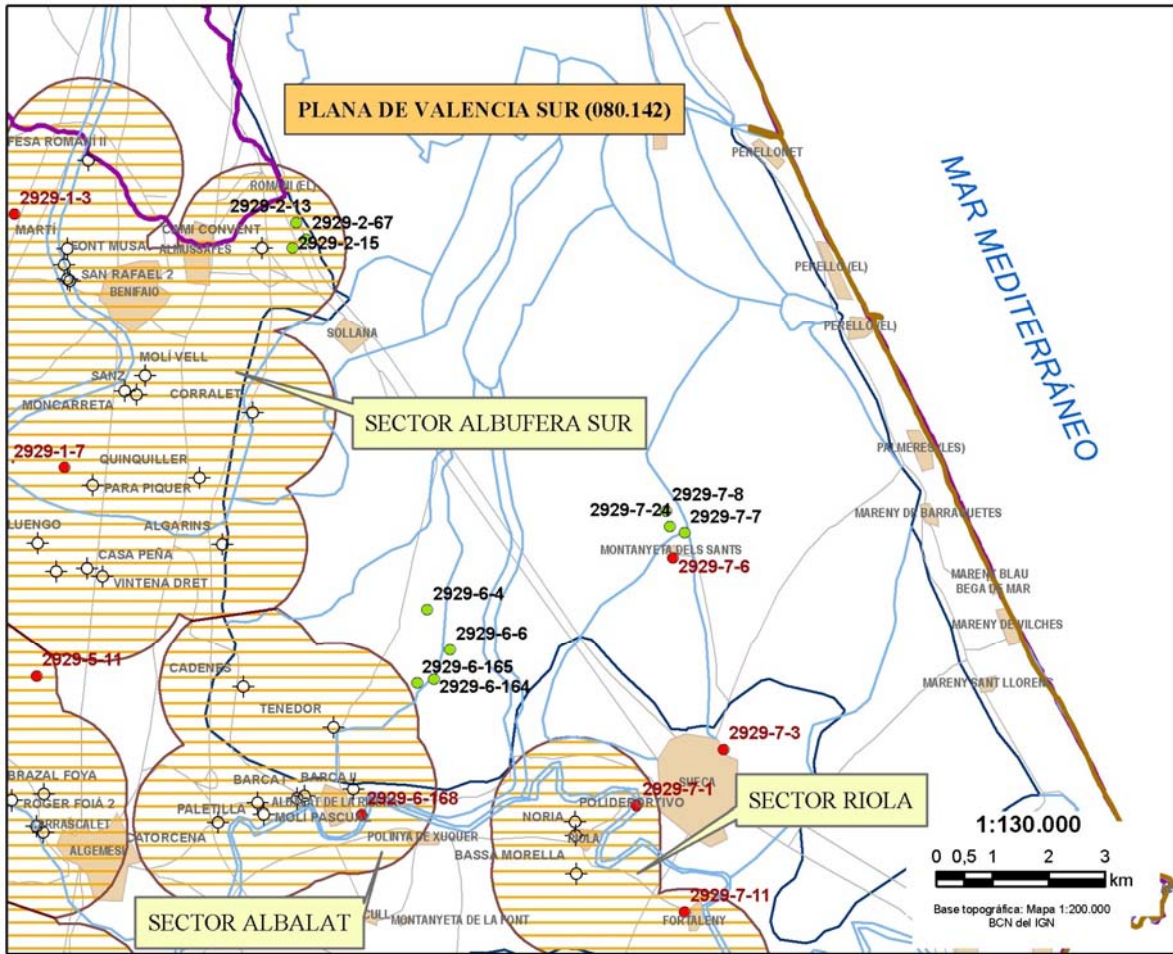 PLANA DE VALENCIA SUR (080.142)
PERELLONET
FESA ROMANÍ II
ROMANI (EL)
2929-1-3
2929-2-13
2929-2-67
MARTÍ
CAMI CONVENT
FONT MUSA
ALMUSSAFES
2929-2-15
SAN RAFAEL 2
BENIFAIO
PERELLO (EL)
MAR MEDITERRÁNEO
SOLLANA
PERELLO (EL)
MOLÍ VELL
SANZ
CORRALET
MONCARRETA
SECTOR ALBUFERA SUR
PALMERES (LES)
2929-1-7
QUINQUILLER
PARA PIQUER
2929-7-8
2929-7-24
2929-7-7
MARENY DE BARRAQUETES
LUENGO
ALGARINS
CASA PEÑA
MONTANYETA DELS SANTS
2929-7-6
VINTENA DRET
MARENY BLAU
BEGA DE MAR
2929-6-4
MARENY DE VILCHES
2929-6-6
2929-5-11
CADENES
2929-6-165
2929-6-164
MARENY SANT LLORENS
TENEDOR
2929-7-3
BRAZAL FOYA
BARCA I
BARCA II
SUECA
2929-7-1
SECTOR RIOLA
ROGER FOIÁ 2
PALETILLA
2929-6-168
POLIDEPORTIVO
MOLÍ PASCUAL
NORIA
1:130.000
ARRASCALET
CATORCENA
POLINYA DE XUQUER
RIOLA
ALGEMESI
BASSA MORELLA
0 0,5 1 2 3
km
SECTOR ALBALAT
CULL
MONTANYETA DE LA FONT
2929-7-11
FORTALENY
Base topográfica: Mapa 1:200.000
BCN del IGN